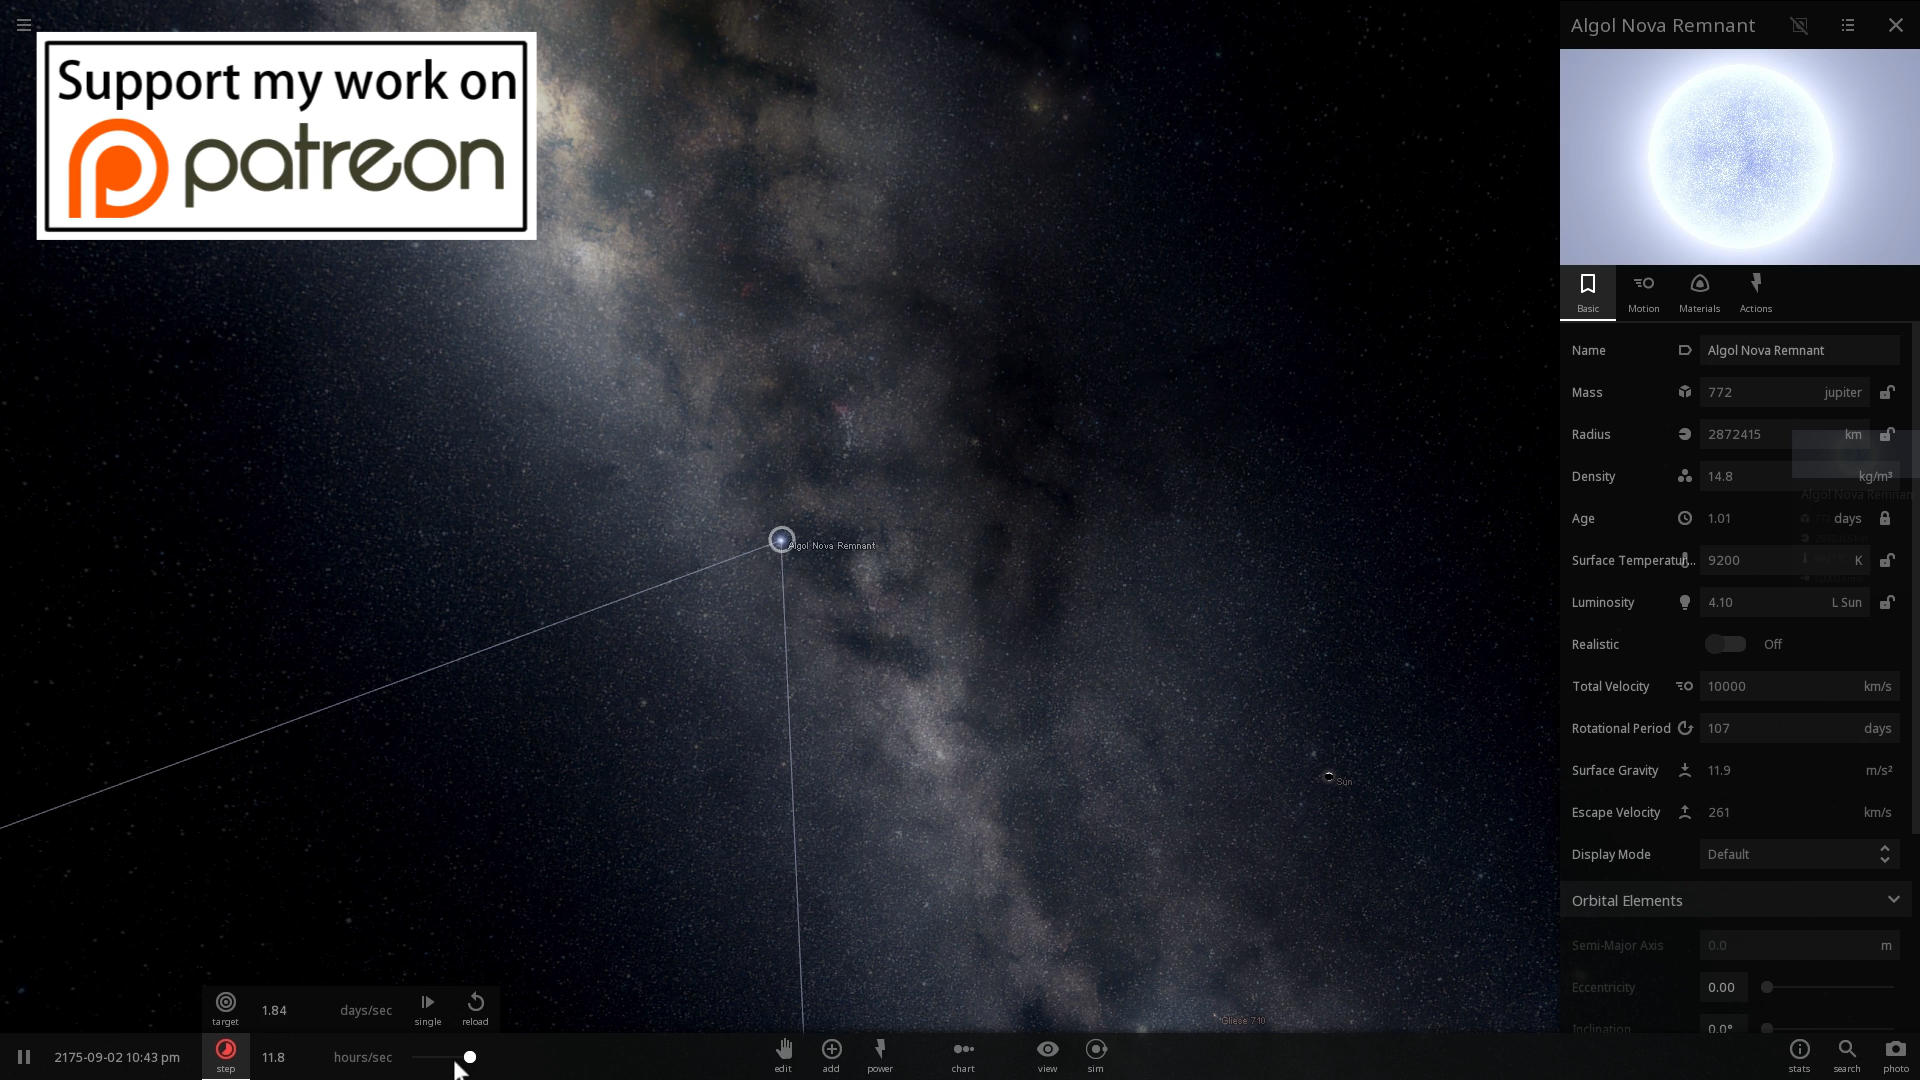 Support my work on
patreon
Algol Nova Remnant
Basic
Motion
Materials
Actions
Name
Algol Nova Remnant
Mass
772 jupiter
Radius
2872415 km
Density
14.8 kg/m³
Algol Nova Remnan
Age
1.01 days
Surface Temperatur...
9200 K
Luminosity
4.10 L Sun
Realistic
Off
Total Velocity
10000 km/s
Rotational Period
107 days
Surface Gravity
11.9 m/s²
Escape Velocity
261 km/s
Display Mode
Default
Orbital Elements
Semi-Major Axis
0.0 m
Eccentricity
0.00
Inclination
0.0°
Algol Nova Remnant
Sun
Gliese 710
target
1.84 days/sec
single
reload
2175-09-02 10:43 pm
step
11.8 hours/sec
edit
add
power
chart
view
sim
stats
search
photo